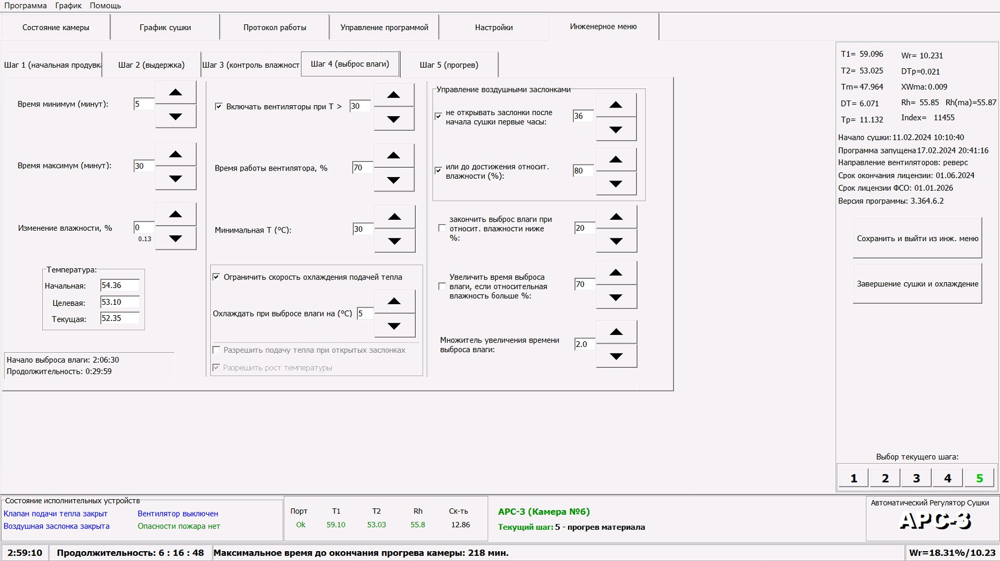 Программа График Помощь
Состояние камеры График сушки Протокол работы Управление программой Настройки Инженерное меню
Шаг 1 (начальная продувка Шаг 2 (выдержка) Шаг 3 (контроль влажност Шаг 4 (выброс влаги) Шаг 5 (прогрев)
Время минимум (минут): 5
Время максимум (минут): 30
Изменение влажности, % 0
0.13
Температура:
Начальная: 54.36
Целевая: 53.10
Текущая: 52.35
Начало выброса влаги: 2:06:30
Продолжительность: 0:29:59
Включать вентиляторы при Т > 30
Время работы вентилятора, % 70
Минимальная Т (°С): 30
Ограничить скорость охлаждения подачей тепла
Охлаждать при выбросе влаги на (°С) 5
Разрешить подачу тепла при открытых заслонках
Разрешить рост температуры
Управление воздушными заслонками
не открывать заслонки после
начала сушки первые часы: 36
или до достижения относит.
влажности (%): 80
закончить выброс влаги при
относит. влажности ниже
%: 20
Увеличить время выброса
влаги, если относительная
влажность больше %: 70
Множитель увеличения времени
выброса влаги: 2.0
T1= 59.096 Wr= 10.231
T2= 53.025 DTp=0.021
Tm= 47.964 XWma: 0.009
DT= 6.071 Rh= 55.85 Rh(ma)=55.87
Tp= 11.132 Index= 11455
Начало сушки: 11.02.2024 10:10:40
Программа запущена 17.02.2024 20:41:16
Направление вентиляторов: реверс
Срок окончания лицензии: 01.06.2024
Срок лицензии ФСО: 01.01.2026
Версия программы: 3.364.6.2
Сохранить и выйти из инж. меню
Завершение сушки и охлаждение
Выбор текущего шага:
1 2 3 4 5
Состояние исполнительных устройств
Клапан подачи тепла закрыт Вентилятор выключен
Воздушная заслонка закрыта Опасности пожара нет
Порт T1 T2 Rh Ск-ть
Ok 59.10 53.03 55.8 12.86
АРС-3 (Камера №6)
Текущий шаг: 5 - прогрев материала
Автоматический Регулятор Сушки
АРС-3
2:59:10 Продолжительность: 6 : 16 : 48 Максимальное время до окончания прогрева камеры: 218 мин. Wr=18.31%/10.23